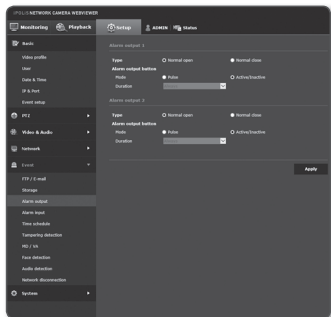 iPOLiS NETWORK CAMERA WEBVIEWER
Monitoring Playback Setup ADMIN Status
Basic
Video profile
User
Date & Time
IP & Port
Event setup
PTZ
Video & Audio
Network
Event
FTP / E-mail
Storage
Alarm output
Alarm input
Time schedule
Tampering detection
MD / VA
Face detection
Audio detection
Network disconnection
System
Alarm output 1
Type Normal open Normal close
Alarm output button
Mode Pulse Active/Inactive
Duration
Alarm output 2
Type Normal open Normal close
Alarm output button
Mode Pulse Active/Inactive
Duration
Apply